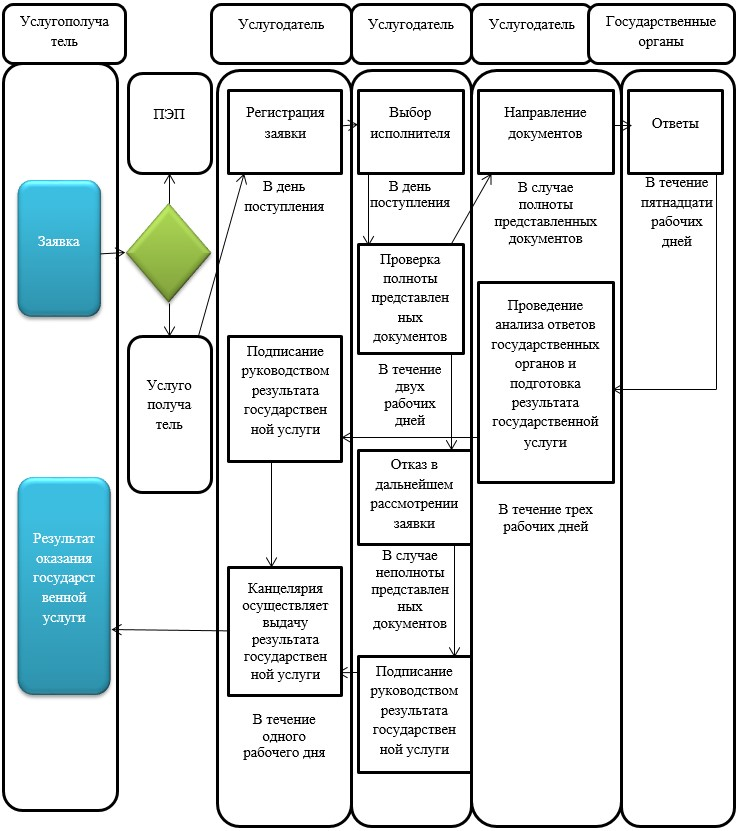 Услугополуча
тель
Услугодатель
Услугодатель
Услугодатель
Государственные
органы
ПЭП
Заявка
Услуго
получа
тель
Результат
оказания
государст
венной
услуги
Регистрация
заявки
В день
поступления
Подписание
руководством
результата
государствен
ной услуги
Канцелярия
осуществляет
выдачу
результата
государствен
ной услуги
В течение
одного
рабочего дня
Выбор
исполнителя
В день
поступления
Проверка
полноты
представлен
ных
документов
В течение
двух
рабочих
дней
Отказ в
дальнейшем
рассмотрении
заявки
В случае
неполноты
представлен
ных
документов
Подписание
руководством
результата
государствен
ной услуги
Направление
документов
В случае
полноты
представленных
документов
Проведение
анализа ответов
государственных
органов и
подготовка
результата
государственной
услуги
В течение трех
рабочих дней
Ответы
В течение
пятнадцати
рабочих
дней